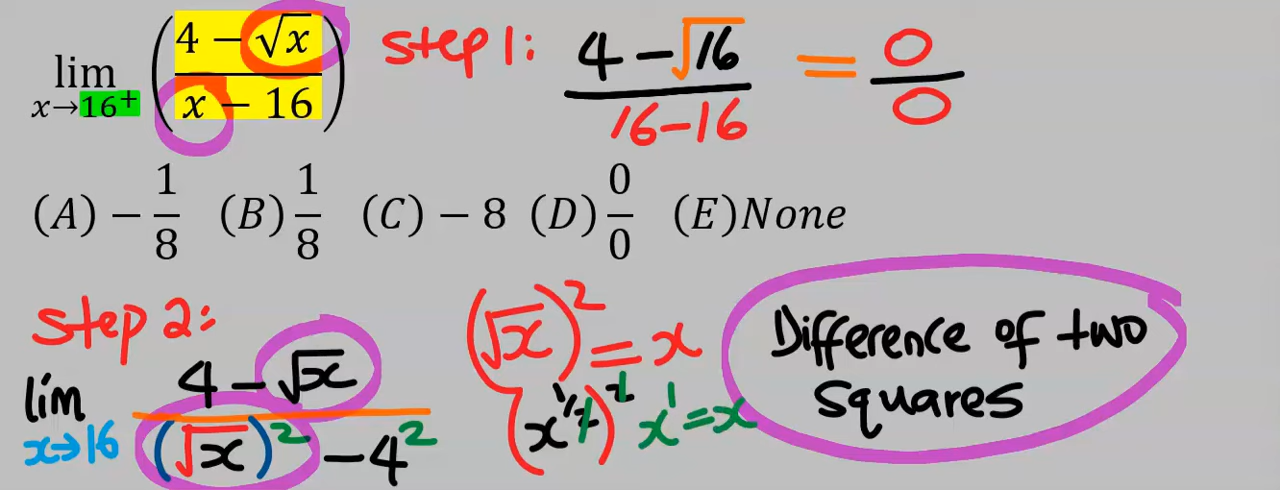 lim x→16⁺ ((4 − √x)/(x − 16)) step 1: (4 − √16)/(16 − 16) = 0/0
(A) − 1/8 (B) 1/8 (C) − 8 (D) 0/0 (E) None
step 2:
lim x→16 (4 − √x)/((√x)² − 4²)
(√x)² = x
(x^(1/2))² x¹ = x
Difference of two
squares